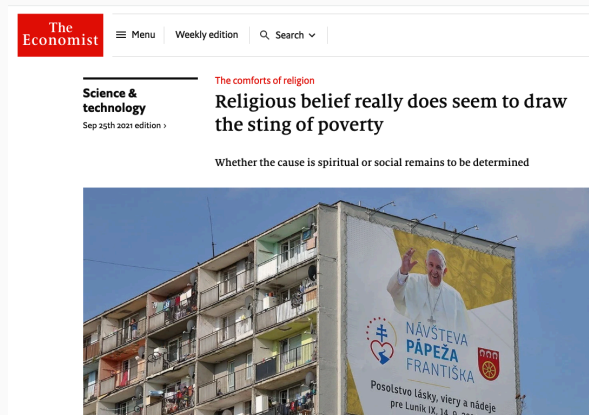 The
Economist
Menu
Weekly edition
Search
Science &
technology
Sep 25th 2021 edition ›
The comforts of religion
Religious belief really does seem to draw
the sting of poverty
Whether the cause is spiritual or social remains to be determined
NÁVŠTEVA
PÁPEŽA
FRANTIŠKA
Posolstvo lásky, viery a nádeje
pre Luník IX, 14. 9.